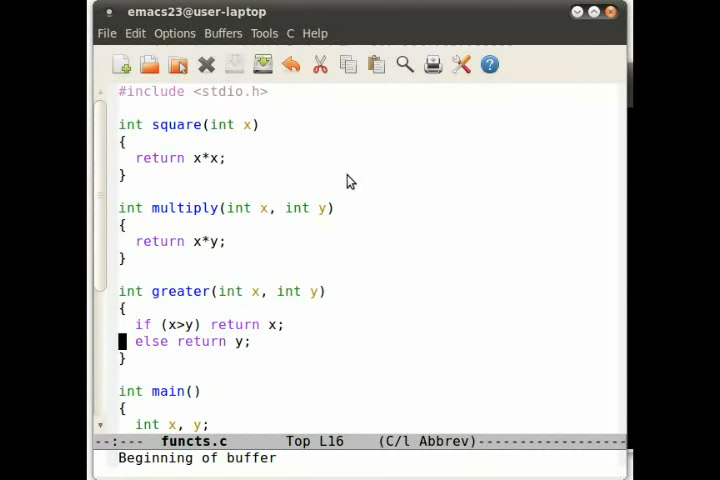 emacs23@user-laptop
File Edit Options Buffers Tools C Help
#include <stdio.h>
int square(int x)
{
  return x*x;
}
int multiply(int x, int y)
{
  return x*y;
}
int greater(int x, int y)
{
  if (x>y) return x;
  else return y;
}
int main()
{
  int x, y;
--:---  functs.c       Top L16    (C/l Abbrev)------------------
Beginning of buffer